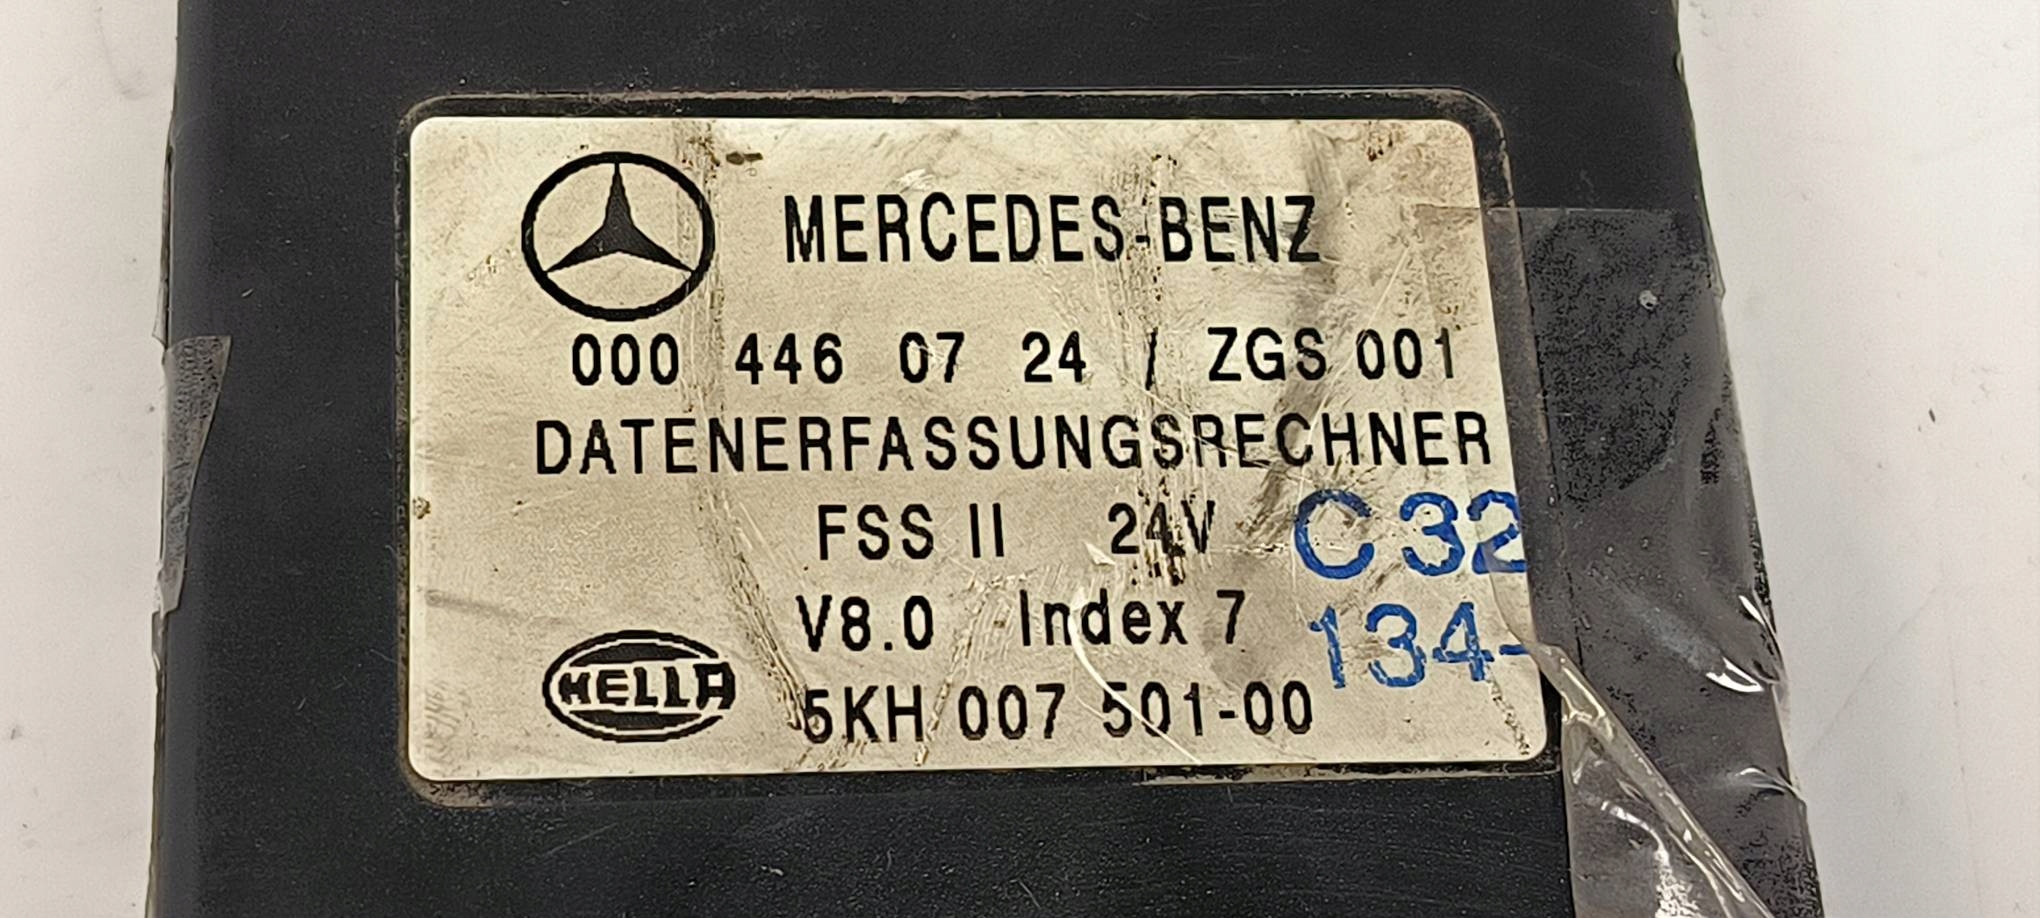 MERCEDES-BENZ
000 446 07 24 / ZGS 001
DATENERFASSUNGSRECHNER
FSS II 24V
C 32
V8.0 Index 7
134-
HELLA
5KH 007 501-00